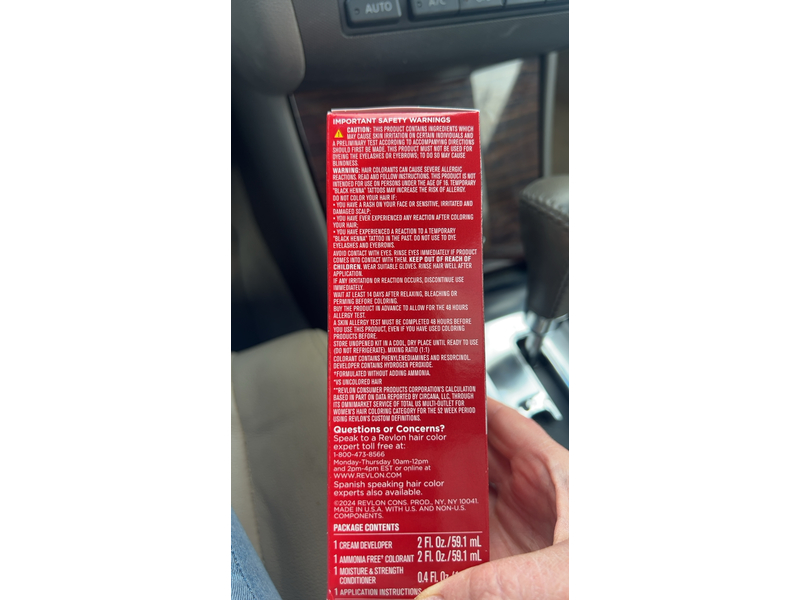 AUTO
A/C
IMPORTANT SAFETY WARNINGS
CAUTION: THIS PRODUCT CONTAINS INGREDIENTS WHICH
MAY CAUSE SKIN IRRITATION ON CERTAIN INDIVIDUALS AND
A PRELIMINARY TEST ACCORDING TO ACCOMPANYING DIRECTIONS
SHOULD FIRST BE MADE. THIS PRODUCT MUST NOT BE USED FOR
DYEING THE EYELASHES OR EYEBROWS; TO DO SO MAY CAUSE
BLINDNESS.
WARNING: HAIR COLORANTS CAN CAUSE SEVERE ALLERGIC
REACTIONS. READ AND FOLLOW INSTRUCTIONS. THIS PRODUCT IS NOT
INTENDED FOR USE ON PERSONS UNDER THE AGE OF 16. TEMPORARY
"BLACK HENNA" TATTOOS MAY INCREASE THE RISK OF ALLERGY.
DO NOT COLOR YOUR HAIR IF:
• YOU HAVE A RASH ON YOUR FACE OR SENSITIVE, IRRITATED AND
DAMAGED SCALP;
• YOU HAVE EVER EXPERIENCED ANY REACTION AFTER COLORING
YOUR HAIR;
• YOU HAVE EXPERIENCED A REACTION TO A TEMPORARY
"BLACK HENNA" TATTOO IN THE PAST. DO NOT USE TO DYE
EYELASHES AND EYEBROWS.
AVOID CONTACT WITH EYES. RINSE EYES IMMEDIATELY IF PRODUCT
COMES INTO CONTACT WITH THEM. KEEP OUT OF REACH OF
CHILDREN. WEAR SUITABLE GLOVES. RINSE HAIR WELL AFTER
APPLICATION.
IF ANY IRRITATION OR REACTION OCCURS, DISCONTINUE USE
IMMEDIATELY.
WAIT AT LEAST 14 DAYS AFTER RELAXING, BLEACHING OR
PERMING BEFORE COLORING.
BUY THE PRODUCT IN ADVANCE TO ALLOW FOR THE 48 HOURS
ALLERGY TEST.
A SKIN ALLERGY TEST MUST BE COMPLETED 48 HOURS BEFORE
YOU USE THIS PRODUCT, EVEN IF YOU HAVE USED COLORING
PRODUCTS BEFORE.
STORE UNOPENED KIT IN A COOL, DRY PLACE UNTIL READY TO USE
(DO NOT REFRIGERATE). MIXING RATIO (1:1)
COLORANT CONTAINS PHENYLENEDIAMINES AND RESORCINOL.
DEVELOPER CONTAINS HYDROGEN PEROXIDE.
*FORMULATED WITHOUT ADDING AMMONIA.
^VS UNCOLORED HAIR
**REVLON CONSUMER PRODUCTS CORPORATION'S CALCULATION
BASED IN PART ON DATA REPORTED BY CIRCANA, LLC, THROUGH
ITS OMNIMARKET SERVICE OF TOTAL US MULTI-OUTLET FOR
WOMEN'S HAIR COLORING CATEGORY FOR THE 52 WEEK PERIOD
USING REVLON'S CUSTOM DEFINITIONS.
Questions or Concerns?
Speak to a Revlon hair color
expert toll free at:
1-800-473-8566
Monday-Thursday 10am-12pm
and 2pm-4pm EST or online at
WWW.REVLON.COM
Spanish speaking hair color
experts also available.
©2024 REVLON CONS. PROD., NY, NY 10041.
MADE IN U.S.A. WITH U.S. AND NON-U.S.
COMPONENTS.
PACKAGE CONTENTS
1 CREAM DEVELOPER 2 Fl. Oz./59.1 mL
1 AMMONIA FREE* COLORANT 2 Fl. Oz./59.1 mL
1 MOISTURE & STRENGTH
CONDITIONER 0.4 Fl. Oz.
1 APPLICATION INSTRUCTIONS